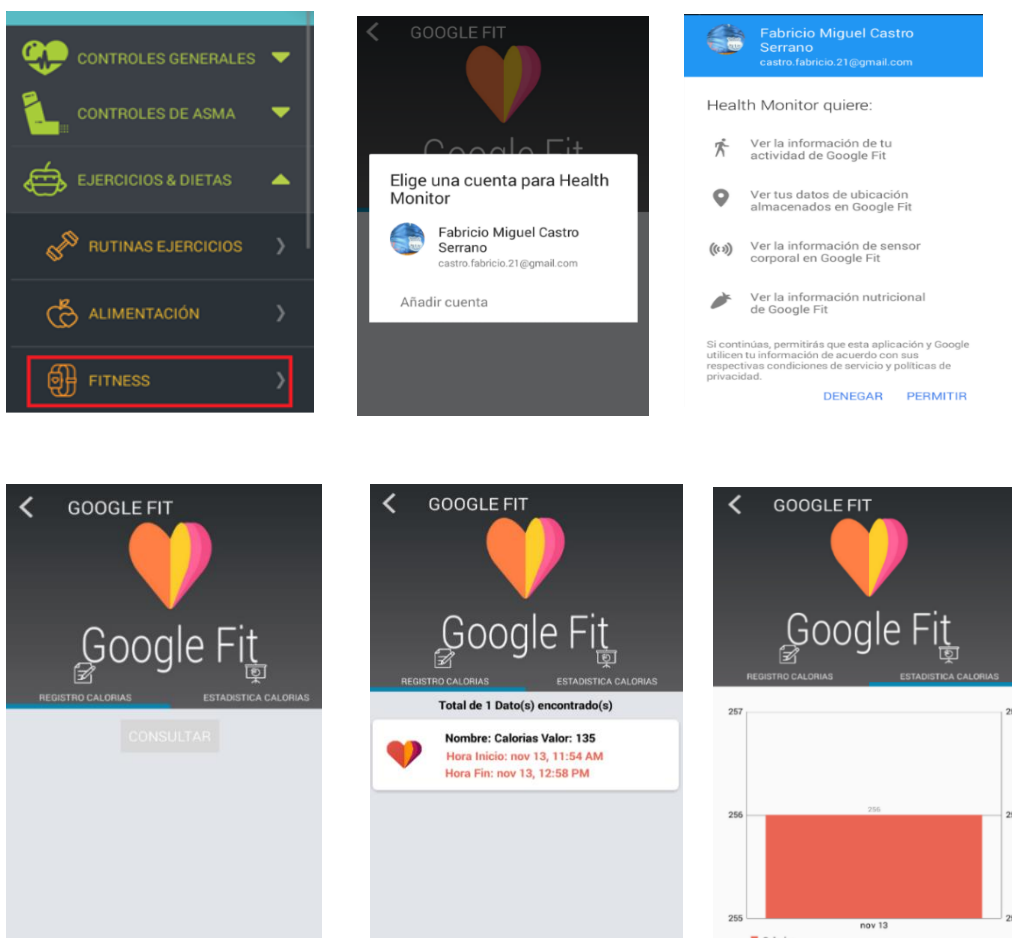 CONTROLES GENERALES
CONTROLES DE ASMA
EJERCICIOS & DIETAS
RUTINAS EJERCICIOS
ALIMENTACIÓN
FITNESS
GOOGLE FIT
Google Fit
Elige una cuenta para Health
Monitor
Fabricio Miguel Castro
Serrano
castro.fabricio.21@gmail.com
Añadir cuenta
Fabricio Miguel Castro
Serrano
castro.fabricio.21@gmail.com
Health Monitor quiere:
Ver la información de tu
actividad de Google Fit
Ver tus datos de ubicación
almacenados en Google Fit
Ver la información de sensor
corporal en Google Fit
Ver la información nutricional
de Google Fit
Si continúas, permitirás que esta aplicación y Google
utilicen tu información de acuerdo con sus
respectivas condiciones de servicio y políticas de
privacidad.
DENEGAR PERMITIR
GOOGLE FIT
Google Fit
REGISTRO CALORIAS ESTADISTICA CALORIAS
CONSULTAR
GOOGLE FIT
Google Fit
REGISTRO CALORIAS ESTADISTICA CALORIAS
Total de 1 Dato(s) encontrado(s)
Nombre: Calorias Valor: 135
Hora Inicio: nov 13, 11:54 AM
Hora Fin: nov 13, 12:58 PM
GOOGLE FIT
Google Fit
REGISTRO CALORIAS ESTADISTICA CALORIAS
257
256
256
255
nov 13